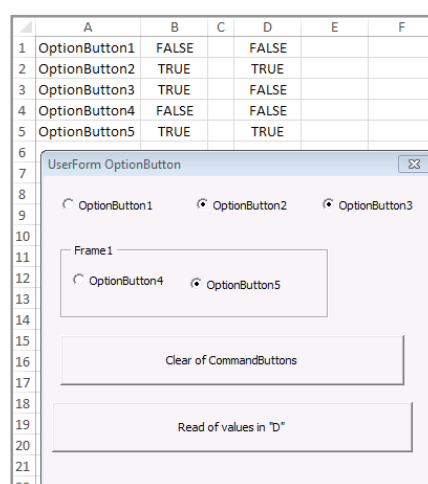 A B C D E F
1 OptionButton1 FALSE FALSE
2 OptionButton2 TRUE TRUE
3 OptionButton3 TRUE FALSE
4 OptionButton4 FALSE FALSE
5 OptionButton5 TRUE TRUE
6
7
8
9
10
11
12
13
14
15
16
17
18
19
20
21
UserForm OptionButton
OptionButton1 OptionButton2 OptionButton3
Frame1
OptionButton4 OptionButton5
Clear of CommandButtons
Read of values in "D"